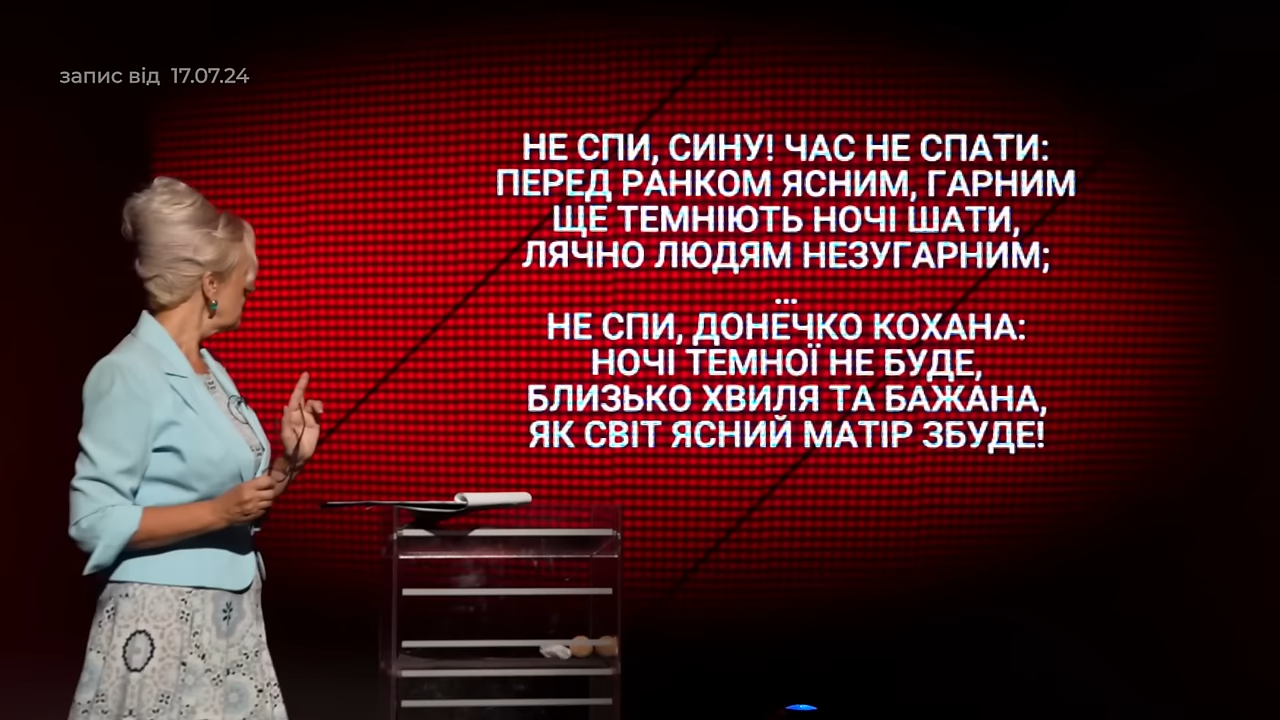 запис від 17.07.24
НЕ СПИ, СИНУ! ЧАС НЕ СПАТИ:
ПЕРЕД РАНКОМ ЯСНИМ, ГАРНИМ
ЩЕ ТЕМНІЮТЬ НОЧІ ШАТИ,
ЛЯЧНО ЛЮДЯМ НЕЗУГАРНИМ;
...
НЕ СПИ, ДОНЕЧКО КОХАНА:
НОЧІ ТЕМНОЇ НЕ БУДЕ,
БЛИЗЬКО ХВИЛЯ ТА БАЖАНА,
ЯК СВІТ ЯСНИЙ МАТІР ЗБУДЕ!